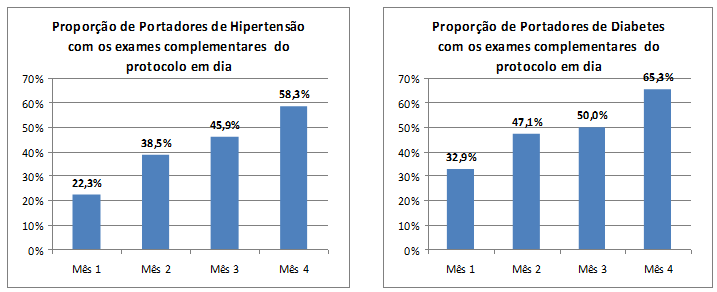 Proporção de Portadores de Hipertensão
com os exames complementares do
protocolo em dia
70%
60%
50%
40%
30%
20%
10%
0%
22,3%
38,5%
45,9%
58,3%
Mês 1
Mês 2
Mês 3
Mês 4
Proporção de Portadores de Diabetes
com os exames complementares do
protocolo em dia
70%
60%
50%
40%
30%
20%
10%
0%
32,9%
47,1%
50,0%
65,3%
Mês 1
Mês 2
Mês 3
Mês 4